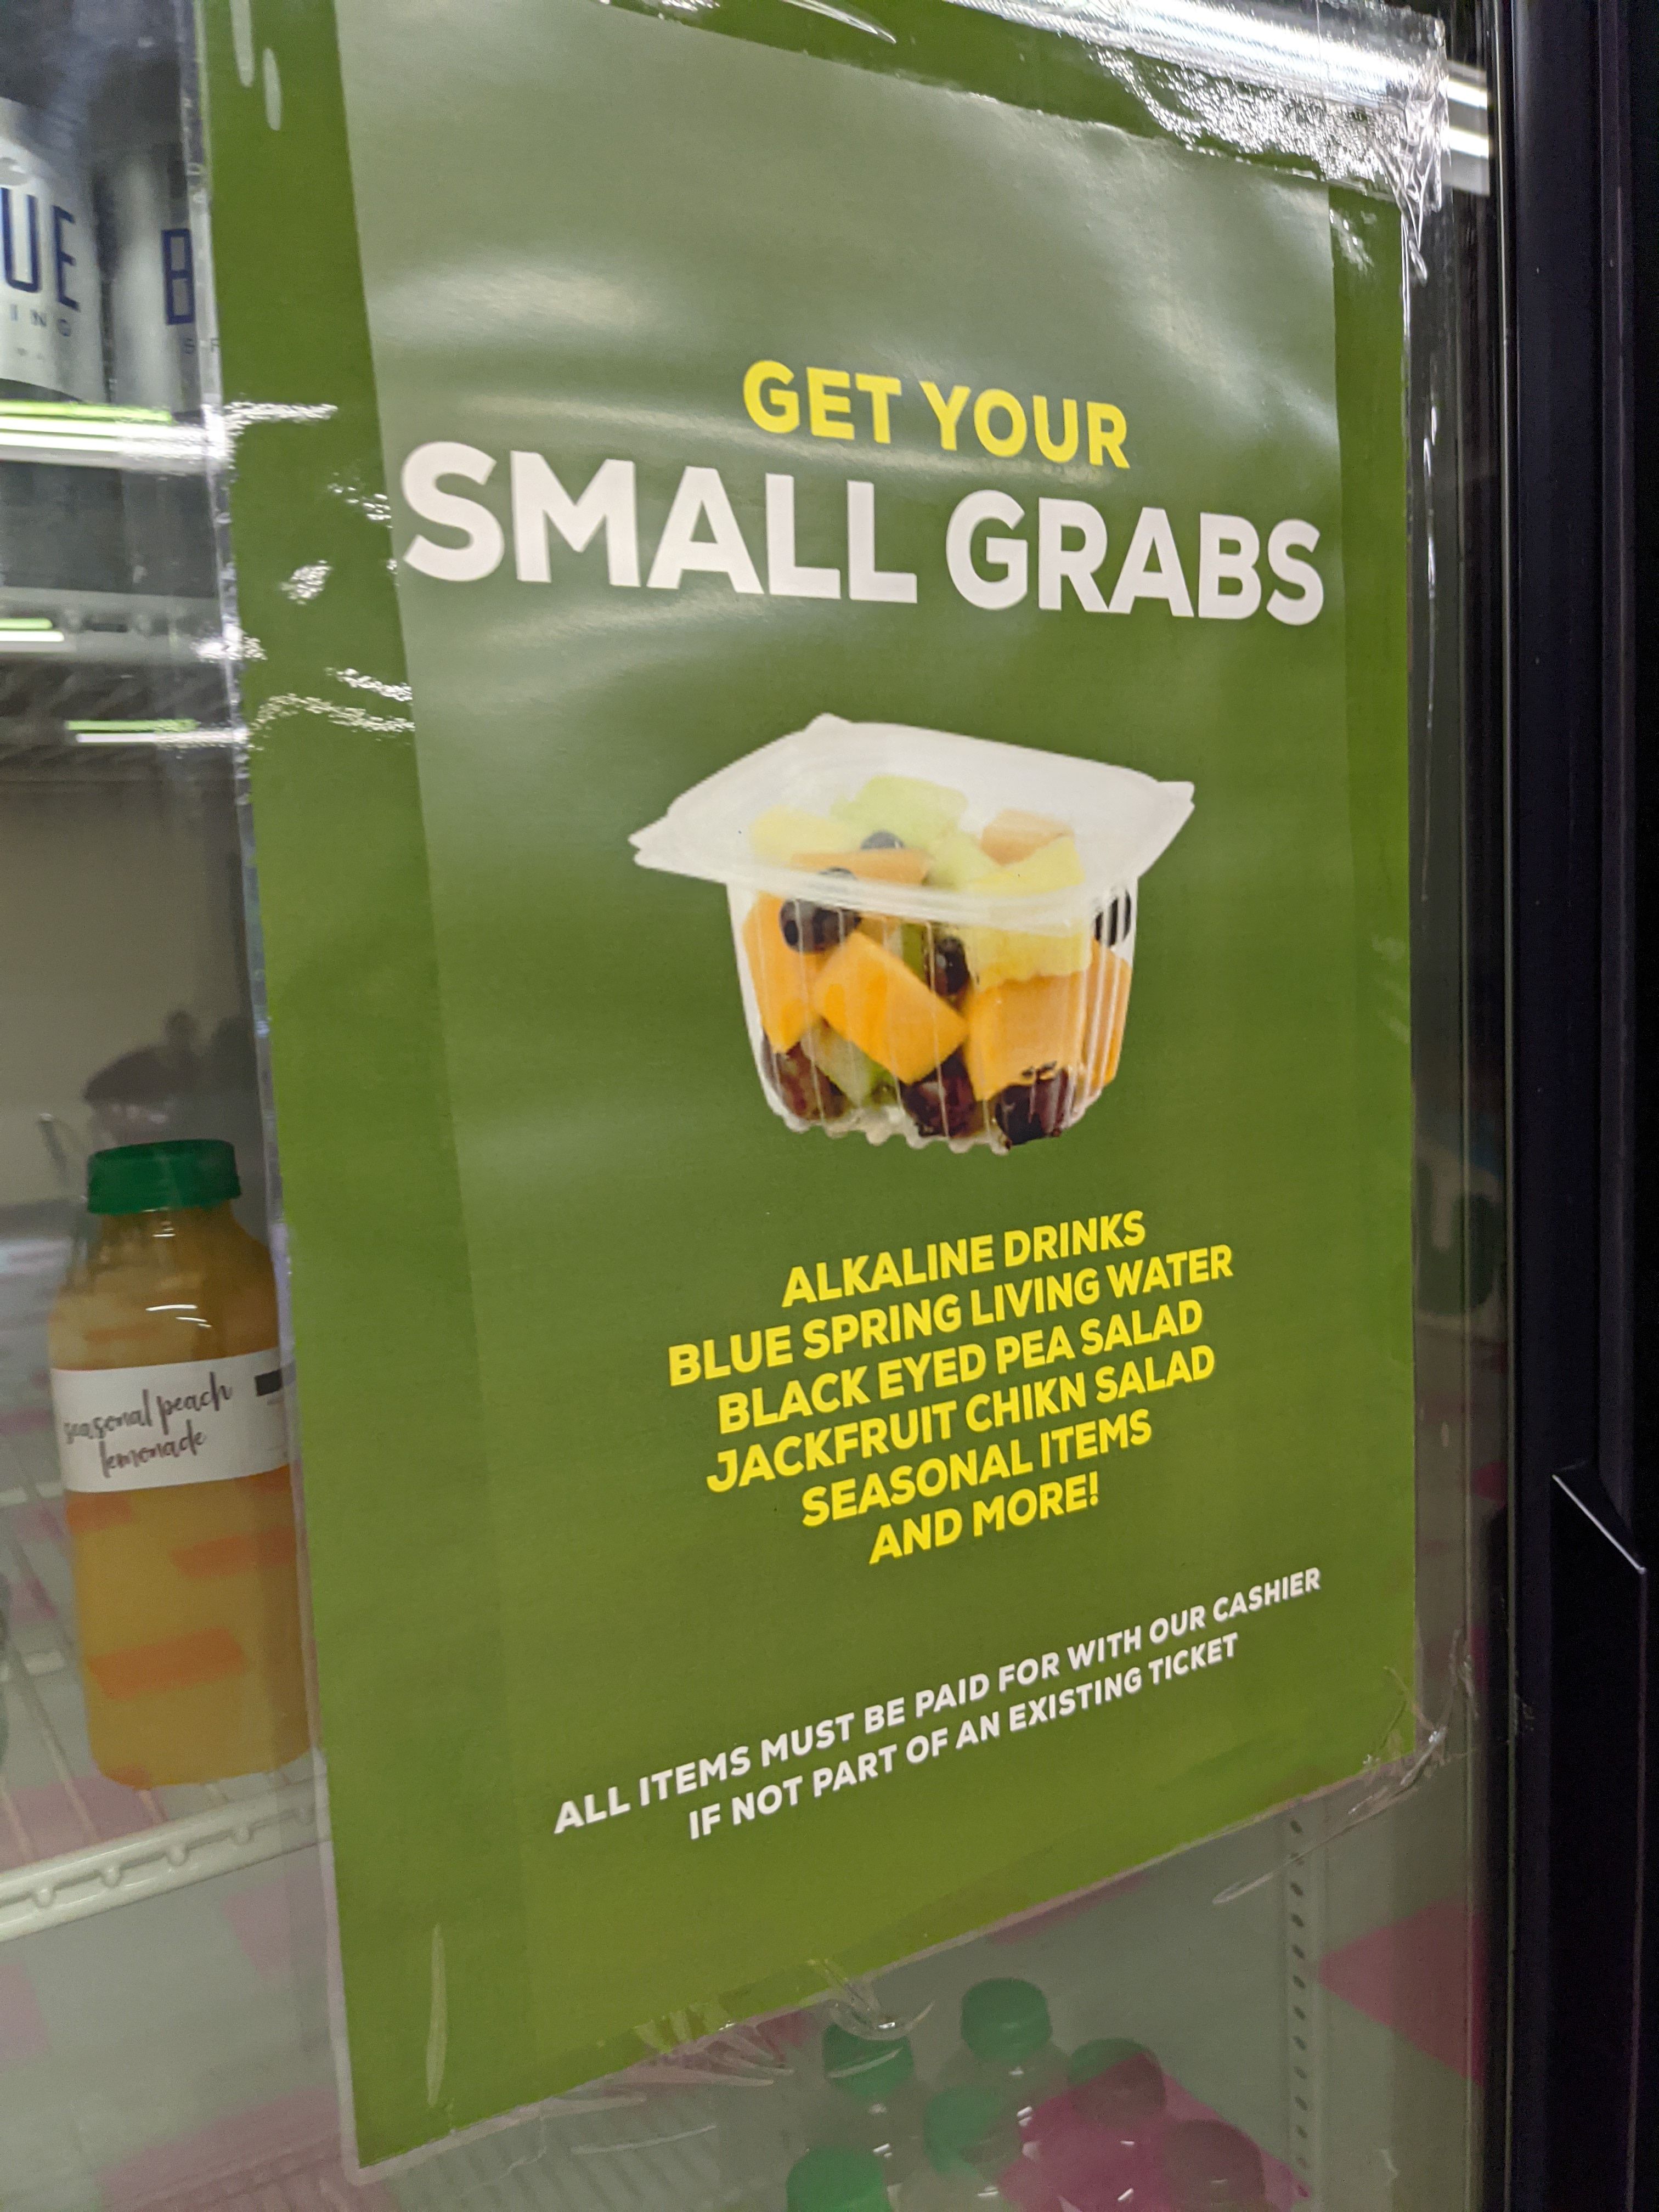 GET YOUR
SMALL GRABS
ALKALINE DRINKS
BLUE SPRING LIVING WATER
BLACK EYED PEA SALAD
JACKFRUIT CHIKN SALAD
SEASONAL ITEMS
AND MORE!
ALL ITEMS MUST BE PAID FOR WITH OUR CASHIER
IF NOT PART OF AN EXISTING TICKET
seasonal peach
lemonade